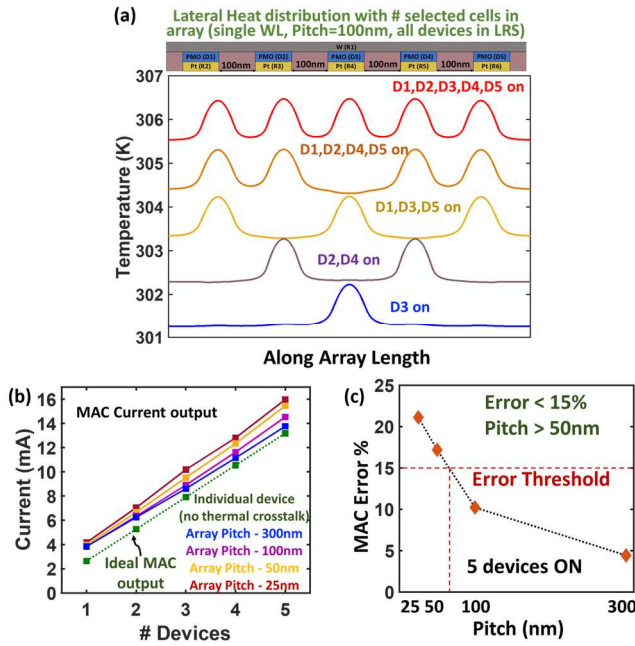 (a)
Lateral Heat distribution with # selected cells in
array (single WL, Pitch=100nm, all devices in LRS)
W (R1)
PMO (D1) PMO (D2) PMO (D3) PMO (D4) PMO (D5)
Pt (R2) 100nm Pt (R3) 100nm Pt (R4) 100nm Pt (R5) 100nm Pt (R6)
307
306
305
304
303
302
301
Temperature (K)
D1,D2,D3,D4,D5 on
D1,D2,D4,D5 on
D1,D3,D5 on
D2,D4 on
D3 on
Along Array Length
(b)
MAC Current output
16
14
12
10
8
6
4
2
0
Current (mA)
Individual device
(no thermal crosstalk)
Array Pitch - 300nm
Array Pitch - 100nm
Array Pitch - 50nm
Array Pitch - 25nm
Ideal MAC
output
1 2 3 4 5
# Devices
(c)
25
20
15
10
5
0
MAC Error %
Error < 15%
Pitch > 50nm
Error Threshold
5 devices ON
25 50 100 300
Pitch (nm)